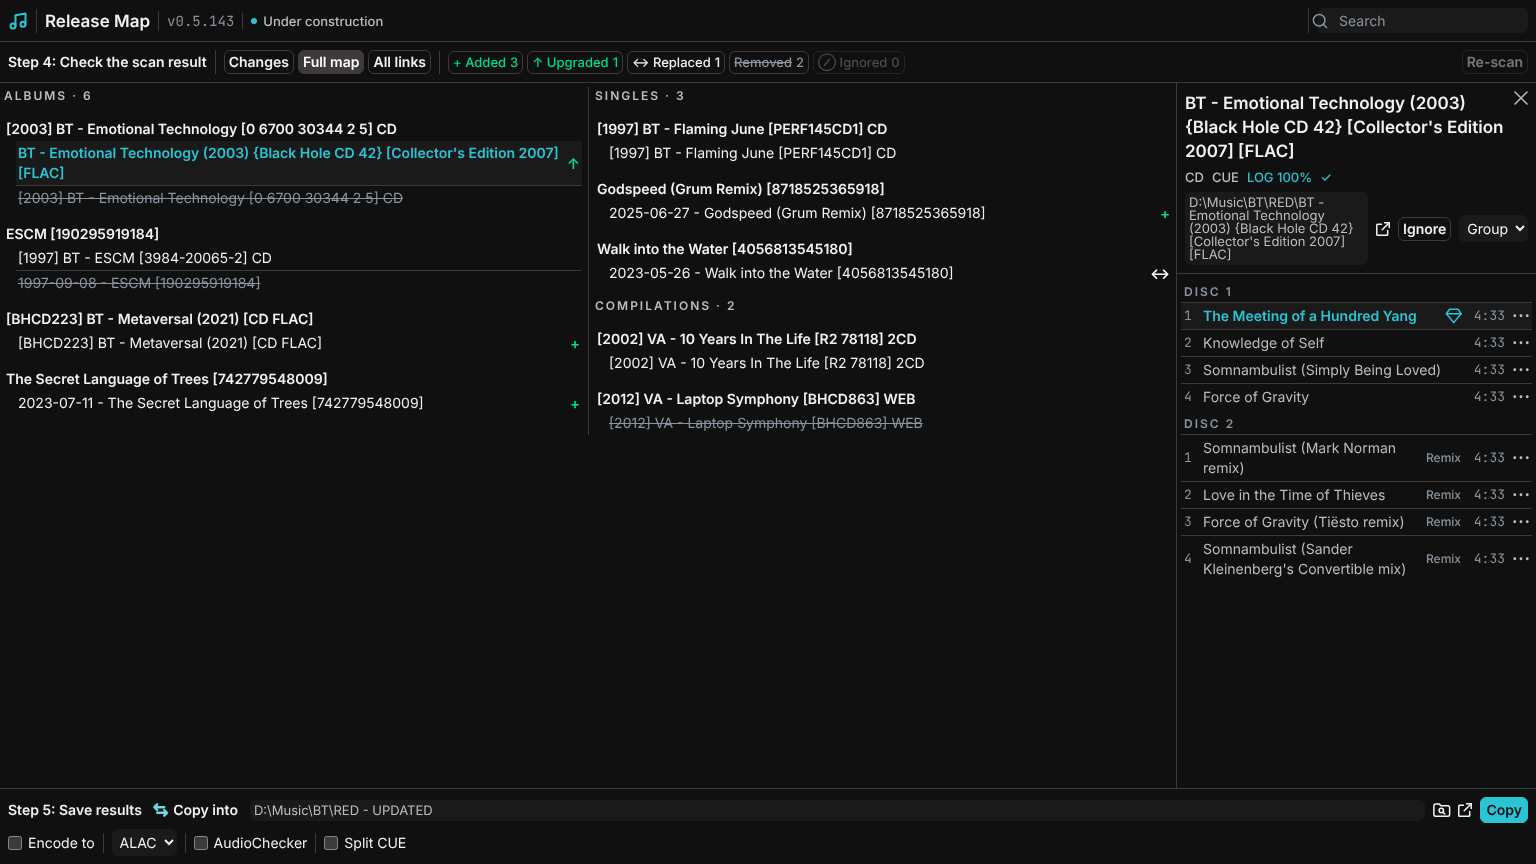 Release Map v0.5.143 Under construction Search
Step 4: Check the scan result Changes Full map All links + Added 3 ↑ Upgraded 1 ↔ Replaced 1 Removed 2 Ignored 0 Re-scan
ALBUMS · 6
[2003] BT - Emotional Technology [0 6700 30344 2 5] CD
BT - Emotional Technology (2003) {Black Hole CD 42} [Collector's Edition 2007]
[FLAC] ↑
[2003] BT - Emotional Technology [0 6700 30344 2 5] CD
ESCM [190295919184]
[1997] BT - ESCM [3984-20065-2] CD
1997-09-08 - ESCM [190295919184]
[BHCD223] BT - Metaversal (2021) [CD FLAC]
[BHCD223] BT - Metaversal (2021) [CD FLAC] +
The Secret Language of Trees [742779548009]
2023-07-11 - The Secret Language of Trees [742779548009] +
SINGLES · 3
[1997] BT - Flaming June [PERF145CD1] CD
[1997] BT - Flaming June [PERF145CD1] CD
Godspeed (Grum Remix) [8718525365918]
2025-06-27 - Godspeed (Grum Remix) [8718525365918] +
Walk into the Water [4056813545180]
2023-05-26 - Walk into the Water [4056813545180] ↔
COMPILATIONS · 2
[2002] VA - 10 Years In The Life [R2 78118] 2CD
[2002] VA - 10 Years In The Life [R2 78118] 2CD
[2012] VA - Laptop Symphony [BHCD863] WEB
[2012] VA - Laptop Symphony [BHCD863] WEB
BT - Emotional Technology (2003)
{Black Hole CD 42} [Collector's Edition
2007] [FLAC]
CD CUE LOG 100% ✓
D:\Music\BT\RED\BT -
Emotional Technology
(2003) {Black Hole CD 42}
[Collector's Edition 2007]
[FLAC]
Ignore Group
DISC 1
1 The Meeting of a Hundred Yang 4:33 ···
2 Knowledge of Self 4:33 ···
3 Somnambulist (Simply Being Loved) 4:33 ···
4 Force of Gravity 4:33 ···
DISC 2
1 Somnambulist (Mark Norman
remix) Remix 4:33 ···
2 Love in the Time of Thieves Remix 4:33 ···
3 Force of Gravity (Tiësto remix) Remix 4:33 ···
4 Somnambulist (Sander
Kleinenberg's Convertible mix) Remix 4:33 ···
Step 5: Save results Copy into D:\Music\BT\RED - UPDATED Copy
Encode to ALAC AudioChecker Split CUE